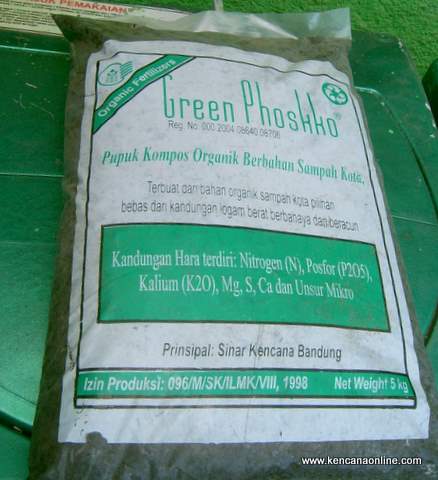 UK PEMAKAIAN
Organic Fertilizers
Green Phoskko®
Reg. No. 000 2004 08640 08706
Pupuk Kompos Organik Berbahan Sampah Kota.
Terbuat dari bahan organik sampah kota pilihan
bebas dari kandungan logam berat berbahaya dan beracun
Kandungan Hara terdiri: Nitrogen (N), Posfor (P2O5),
Kalium (K2O), Mg, S, Ca dan Unsur Mikro
Prinsipal: Sinar Kencana Bandung
Izin Produksi: 096/M/SK/ILMK/VIII, 1998 Net Weight 5 kg
www.kencanaonline.com